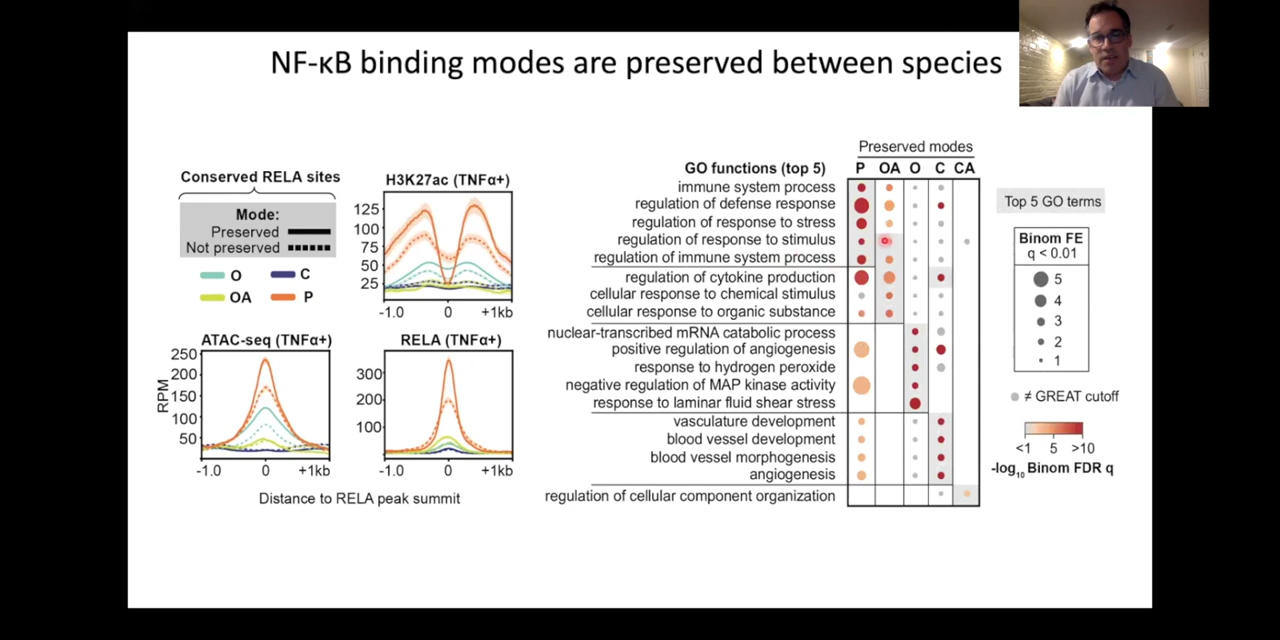 NF-κB binding modes are preserved between species
Conserved RELA sites
Mode:
Preserved
Not preserved
O
C
OA
P
H3K27ac (TNFα+)
125
100
75
50
25
-1.0
0
+1kb
ATAC-seq (TNFα+)
RPM
250
200
150
100
50
-1.0
0
+1kb
RELA (TNFα+)
300
200
100
-1.0
0
+1kb
Distance to RELA peak summit
Preserved modes
GO functions (top 5)
P OA O C CA
immune system process
regulation of defense response
regulation of response to stress
regulation of response to stimulus
regulation of immune system process
regulation of cytokine production
cellular response to chemical stimulus
cellular response to organic substance
nuclear-transcribed mRNA catabolic process
positive regulation of angiogenesis
response to hydrogen peroxide
negative regulation of MAP kinase activity
response to laminar fluid shear stress
vasculature development
blood vessel development
blood vessel morphogenesis
angiogenesis
regulation of cellular component organization
Top 5 GO terms
Binom FE
q < 0.01
5
4
3
2
1
≠ GREAT cutoff
<1 5 >10
-log10 Binom FDR q